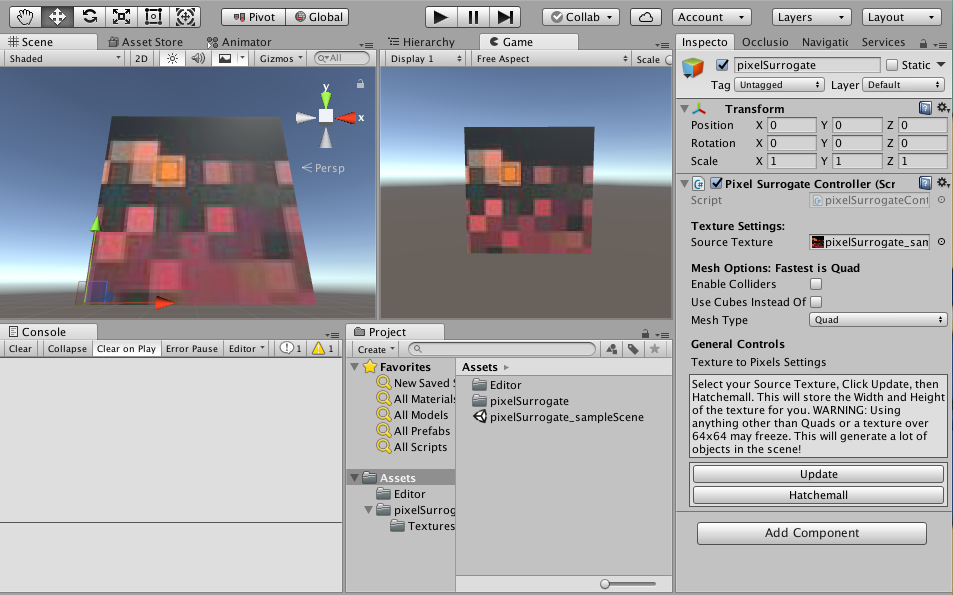 Pivot Global Collab Account Layers Layout
Scene Asset Store Animator
Shaded 2D Gizmos All
y
x
Persp
Hierarchy Game
Display 1 Free Aspect Scale
Console
Clear Collapse Clear on Play Error Pause Editor 1 1
Project
Create
Favorites
New Saved S
All Materials
All Models
All Prefabs
All Scripts
Assets
Editor
pixelSurrog
Textures
Assets
Editor
pixelSurrogate
pixelSurrogate_sampleScene
Inspecto Occlusio Navigatic Services
pixelSurrogate Static
Tag Untagged Layer Default
Transform
Position X 0 Y 0 Z 0
Rotation X 0 Y 0 Z 0
Scale X 1 Y 1 Z 1
Pixel Surrogate Controller (Scr
Script pixelSurrogateCont
Texture Settings:
Source Texture pixelSurrogate_san
Mesh Options: Fastest is Quad
Enable Colliders
Use Cubes Instead Of
Mesh Type Quad
General Controls
Texture to Pixels Settings
Select your Source Texture, Click Update, then
Hatchemall. This will store the Width and Height
of the texture for you. WARNING: Using
anything other than Quads or a texture over
64x64 may freeze. This will generate a lot of
objects in the scene!
Update
Hatchemall
Add Component